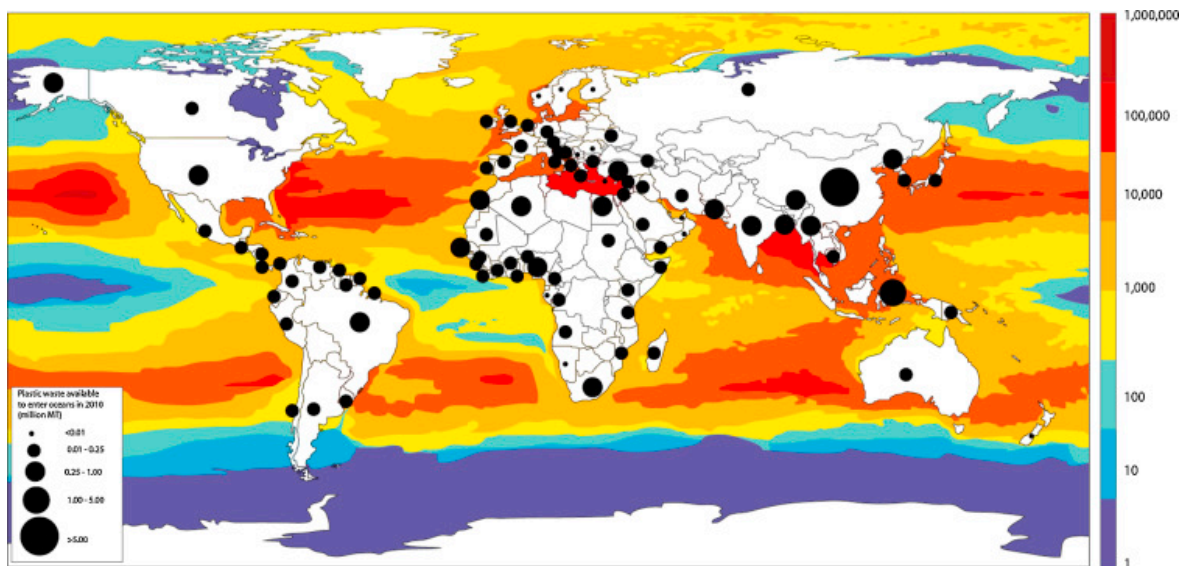 1,000,000
100,000
10,000
1,000
100
10
1
Plastic waste available
to enter oceans in 2010
(million MT)
<0.01
0.01 - 0.25
0.25 - 1.00
1.00 - 5.00
>5.00